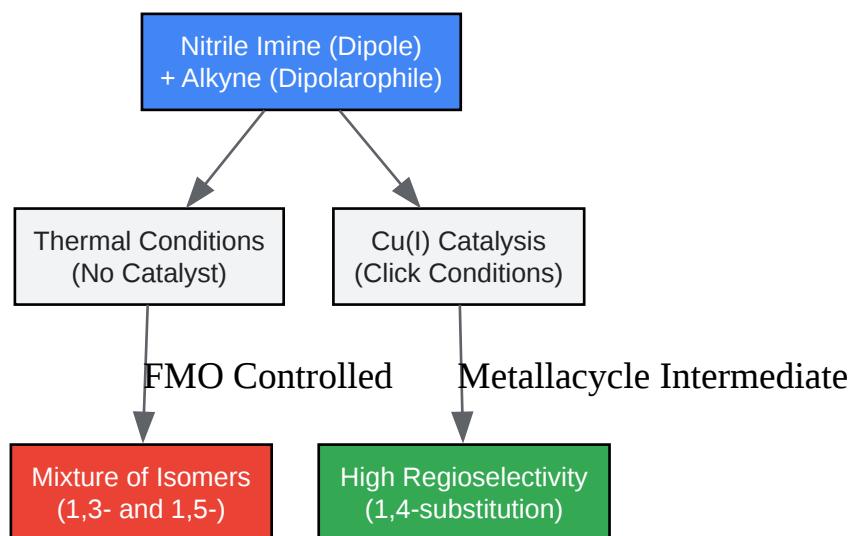 Nitrile Imine (Dipole)
+ Alkyne (Dipolarophile)
Thermal Conditions
(No Catalyst)
Cu(I) Catalysis
(Click Conditions)
FMO Controlled
Metallacycle Intermediate
Mixture of Isomers
(1,3- and 1,5-)
High Regioselectivity
(1,4-substitution)